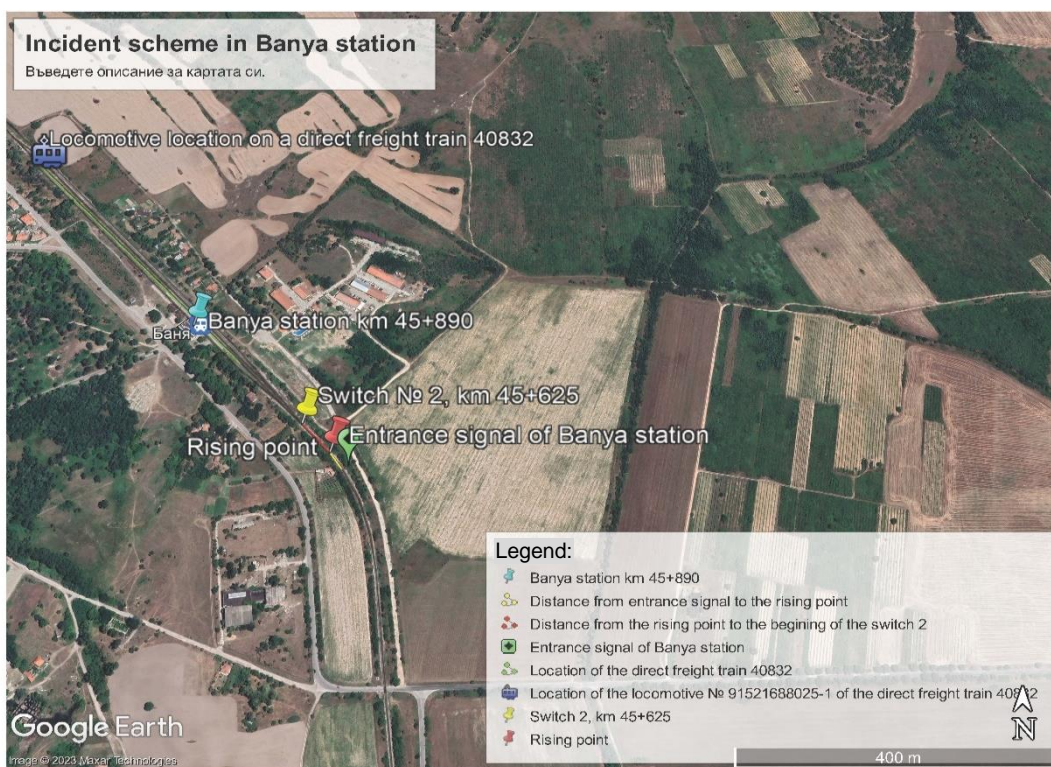 Incident scheme in Banya station
Въведете описание за картата си.
Locomotive location on a direct freight train 40832
Banya station km 45+890
Баня
Switch № 2, km 45+625
Rising point
Entrance signal of Banya station
Legend:
Banya station km 45+890
Distance from entrance signal to the rising point
Distance from the rising point to the begining of the switch 2
Entrance signal of Banya station
Location of the direct freight train 40832
Location of the locomotive № 91521688025-1 of the direct freight train 40832
Switch 2, km 45+625
Rising point
N
400 m
Google Earth
Image © 2023 Maxar Technologies